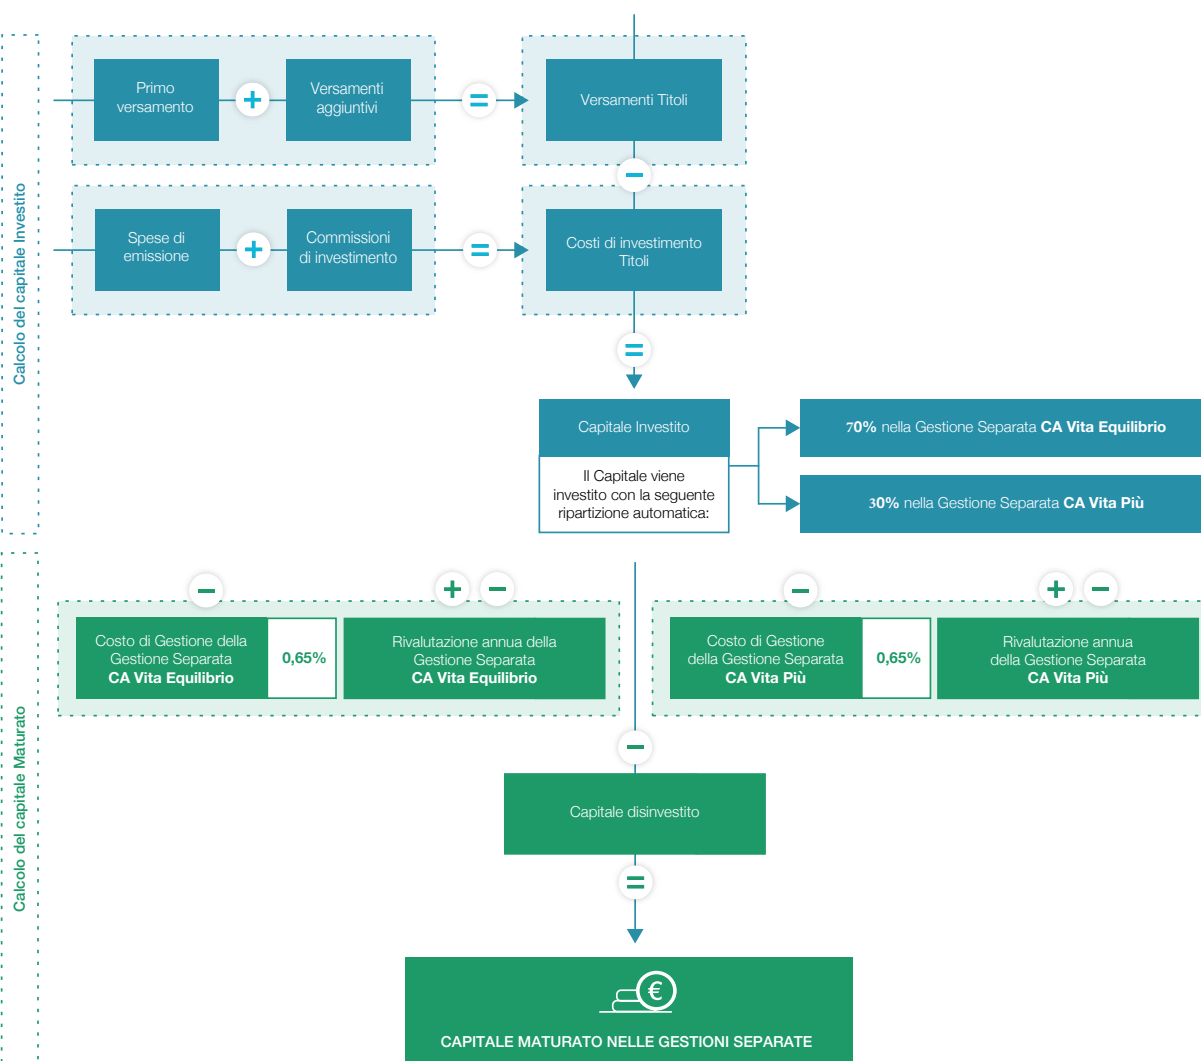 Calcolo del capitale Investito
Primo
versamento
+
Versamenti
aggiuntivi
=
Versamenti Titoli
−
Spese di
emissione
+
Commissioni
di investimento
=
Costi di investimento
Titoli
=
Capitale Investito
Il Capitale viene
investito con la seguente
ripartizione automatica:
70% nella Gestione Separata CA Vita Equilibrio
30% nella Gestione Separata CA Vita Più
Calcolo del capitale Maturato
−
+ −
Costo di Gestione della
Gestione Separata
CA Vita Equilibrio
0,65%
Rivalutazione annua della
Gestione Separata
CA Vita Equilibrio
−
+ −
Costo di Gestione
della Gestione Separata
CA Vita Più
0,65%
Rivalutazione annua
della Gestione Separata
CA Vita Più
−
Capitale disinvestito
=
€
CAPITALE MATURATO NELLE GESTIONI SEPARATE